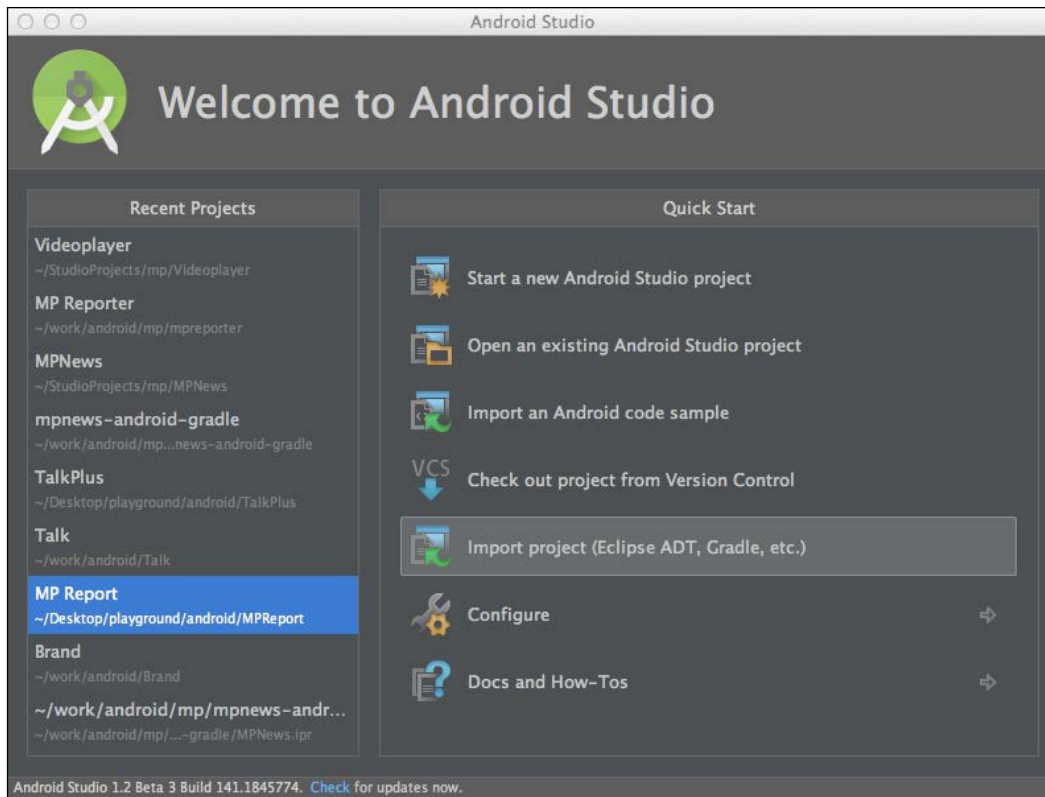 Android Studio
Welcome to Android Studio
Recent Projects
Videoplayer
~/StudioProjects/mp/Videoplayer
MP Reporter
~/work/android/mp/mpreporter
MPNews
~/StudioProjects/mp/MPNews
mpnews-android-gradle
~/work/android/mp...news-android-gradle
TalkPlus
~/Desktop/playground/android/TalkPlus
Talk
~/work/android/Talk
MP Report
~/Desktop/playground/android/MPReport
Brand
~/work/android/Brand
~/work/android/mp/mpnews-andr...
~/work/android/mp/...-gradle/MPNews.ipr
Quick Start
Start a new Android Studio project
Open an existing Android Studio project
Import an Android code sample
VCS
Check out project from Version Control
Import project (Eclipse ADT, Gradle, etc.)
Configure
Docs and How-Tos
Android Studio 1.2 Beta 3 Build 141.1845774. Check for updates now.